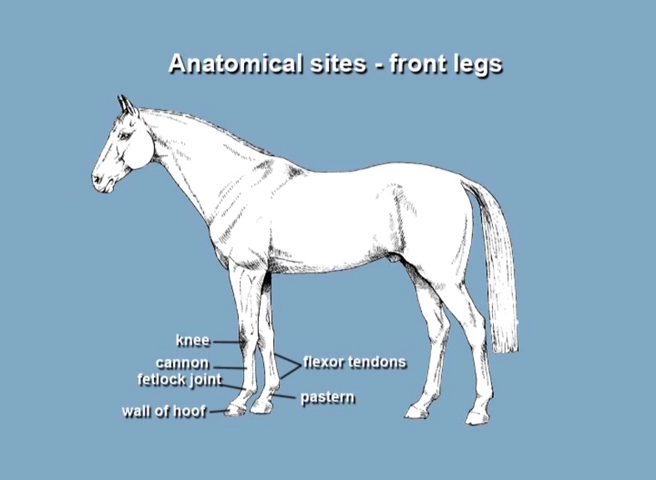 Anatomical sites - front legs
knee
cannon
flexor tendons
fetlock joint
pastern
wall of hoof